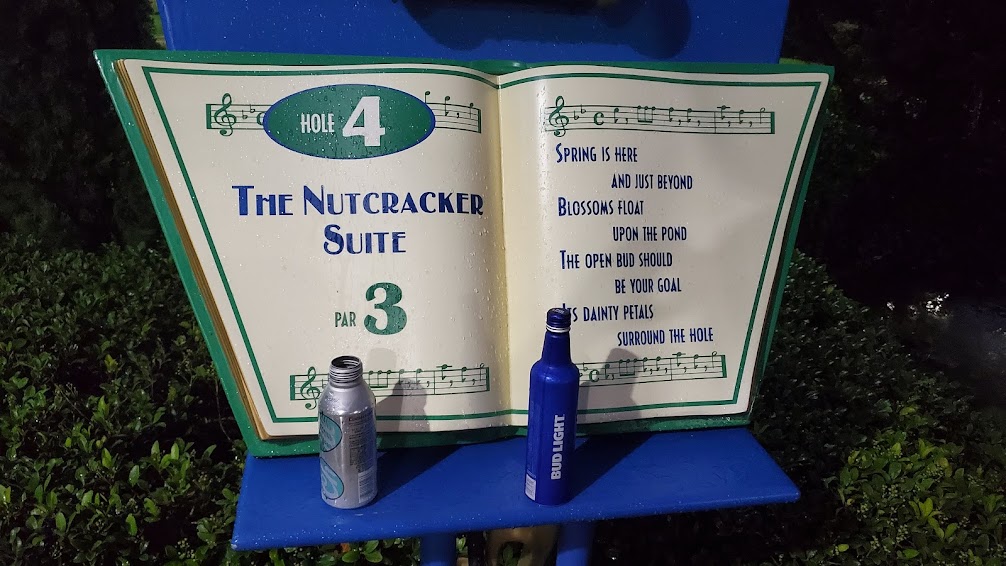 HOLE 4
THE NUTCRACKER
SUITE
PAR 3
SPRING IS HERE
AND JUST BEYOND
BLOSSOMS FLOAT
UPON THE POND
THE OPEN BUD SHOULD
BE YOUR GOAL
ITS DAINTY PETALS
SURROUND THE HOLE
BUD LIGHT